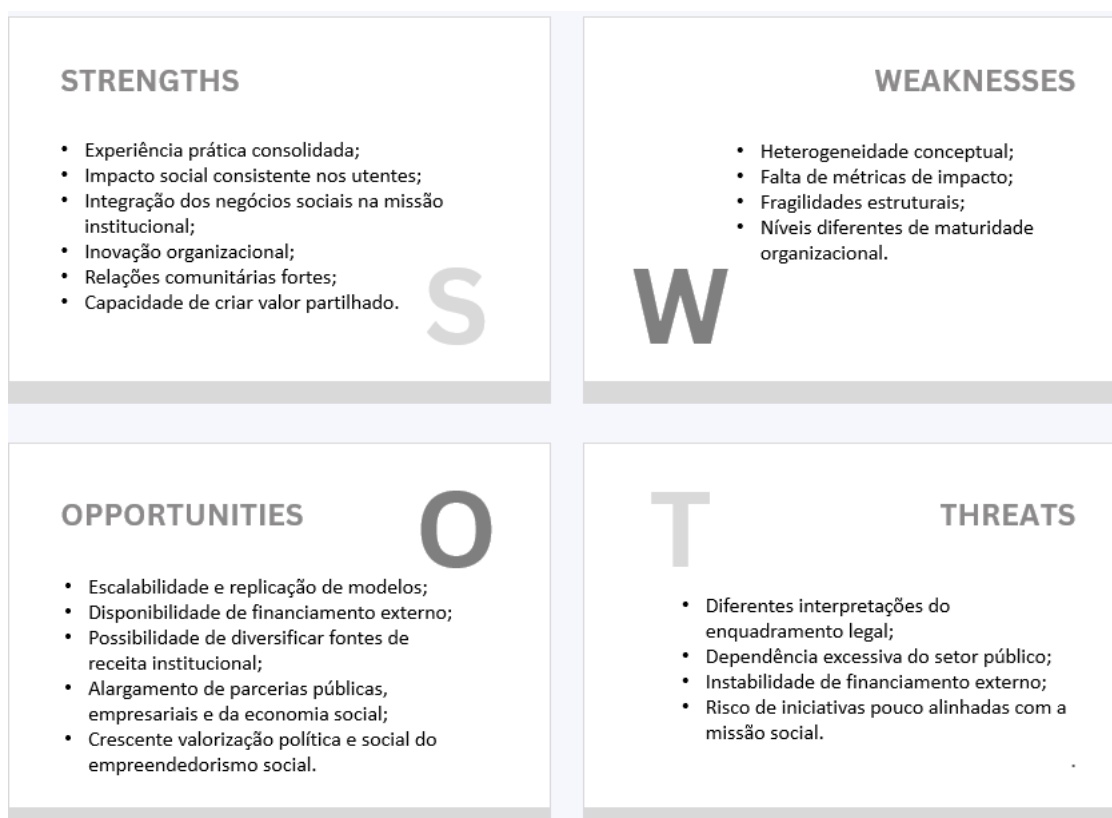 STRENGTHS
• Experiência prática consolidada;
• Impacto social consistente nos utentes;
• Integração dos negócios sociais na missão
institucional;
• Inovação organizacional;
• Relações comunitárias fortes;
• Capacidade de criar valor partilhado.
S
WEAKNESSES
• Heterogeneidade conceptual;
• Falta de métricas de impacto;
• Fragilidades estruturais;
• Níveis diferentes de maturidade
organizacional.
W
OPPORTUNITIES
O
• Escalabilidade e replicação de modelos;
• Disponibilidade de financiamento externo;
• Possibilidade de diversificar fontes de
receita institucional;
• Alargamento de parcerias públicas,
empresariais e da economia social;
• Crescente valorização política e social do
empreendedorismo social.
T
THREATS
• Diferentes interpretações do
enquadramento legal;
• Dependência excessiva do setor público;
• Instabilidade de financiamento externo;
• Risco de iniciativas pouco alinhadas com a
missão social.
.